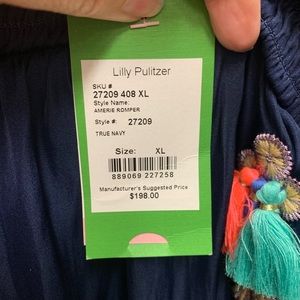 Lilly Pulitzer
SKU #
27209 408 XL
Style Name:
AMERIE ROMPER
Style #: 27209
TRUE NAVY
Size: XL
889069 227258
Manufacturer's Suggested Price
$198.00